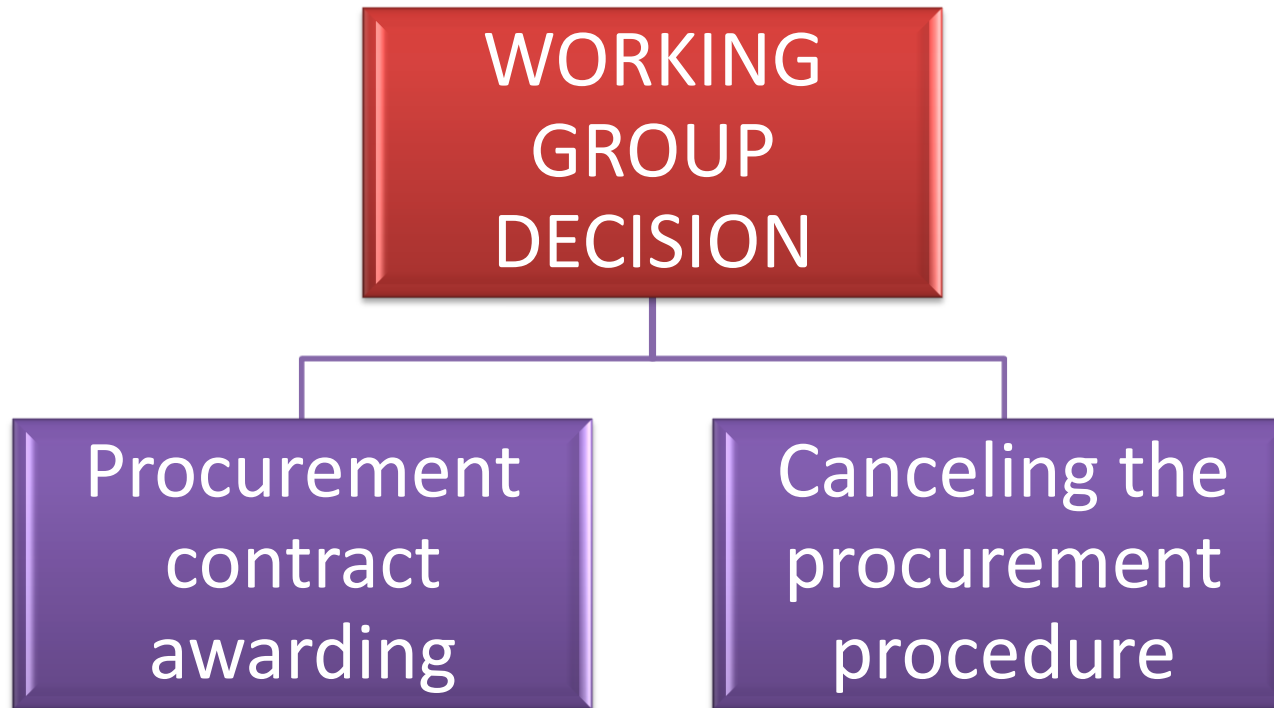 WORKING
GROUP
DECISION
Procurement
contract
awarding
Canceling the
procurement
procedure